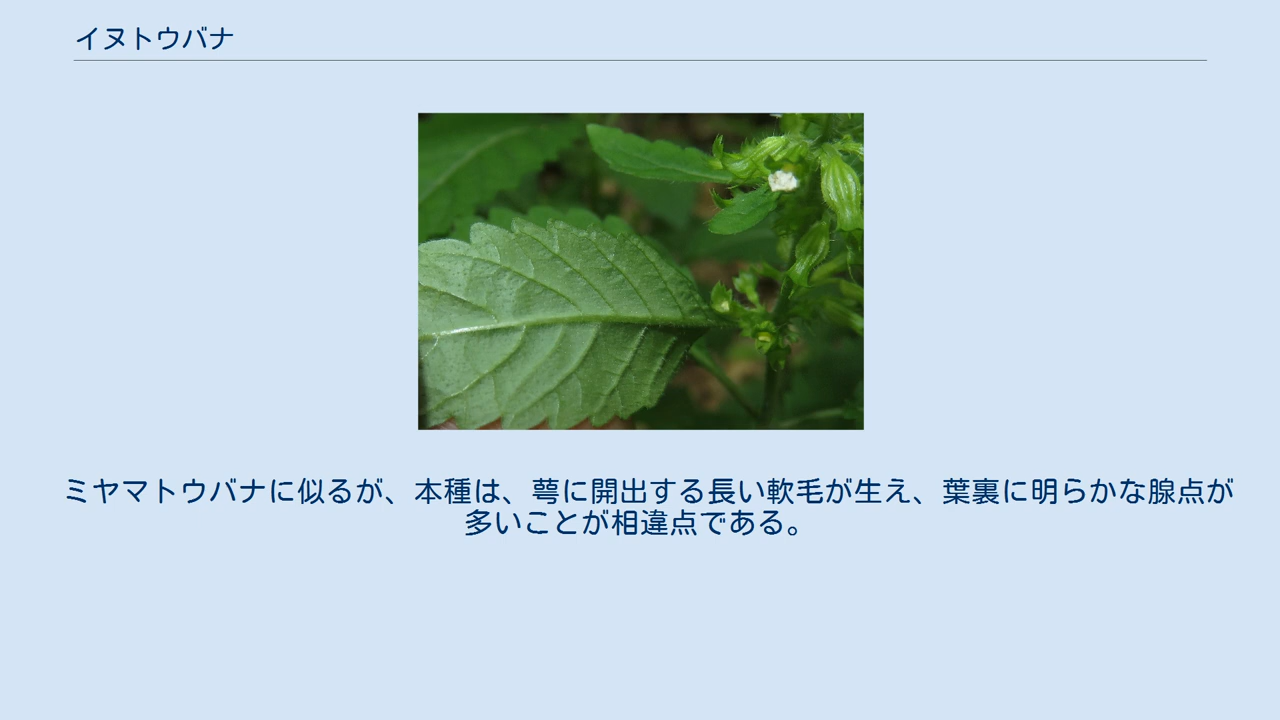 イヌトウバナ
ミヤマトウバナに似るが、本種は、萼に開出する長い軟毛が生え、葉裏に明らかな腺点が
多いことが相違点である。